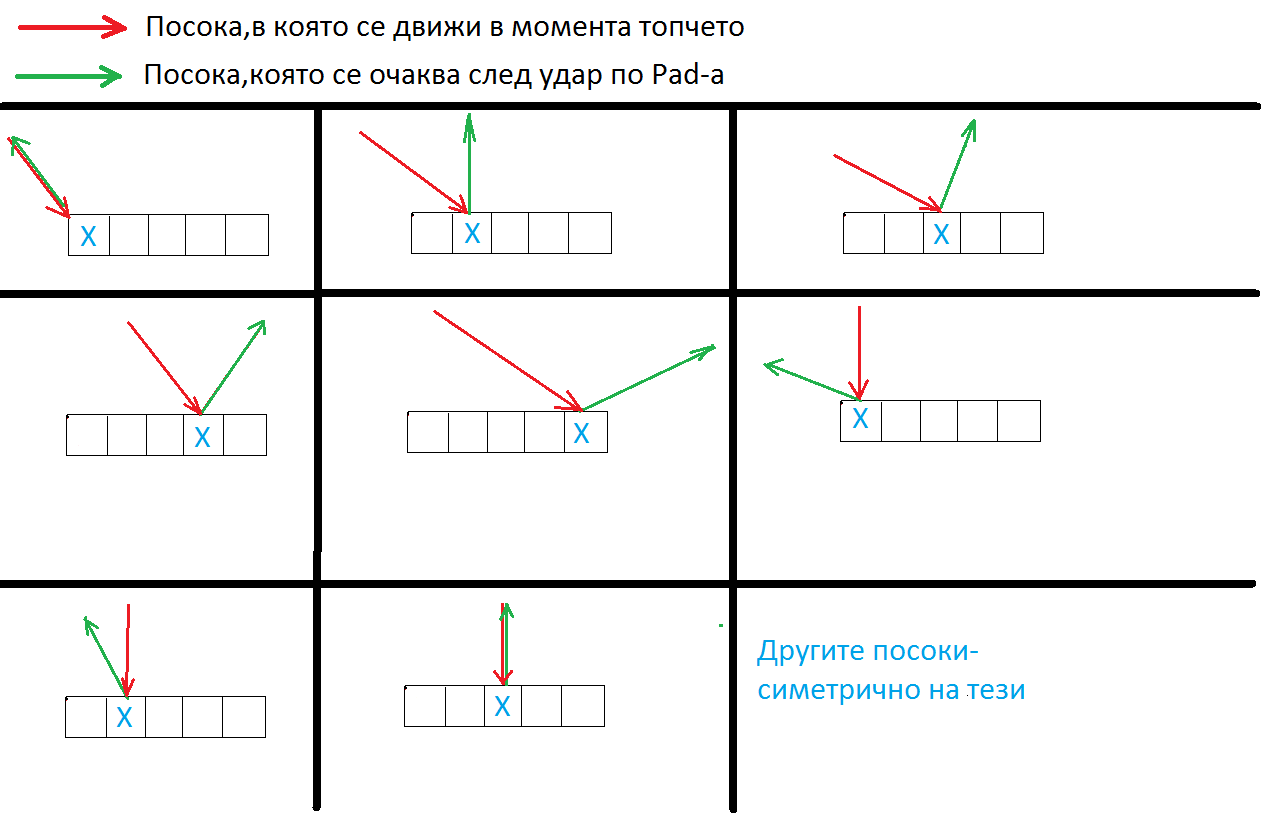 Посока,в която се движи в момента топчето
Посока,която се очаква след удар по Pad-а
X
X
X
X
X
X
X
X
Другите посоки-
симетрично на тези